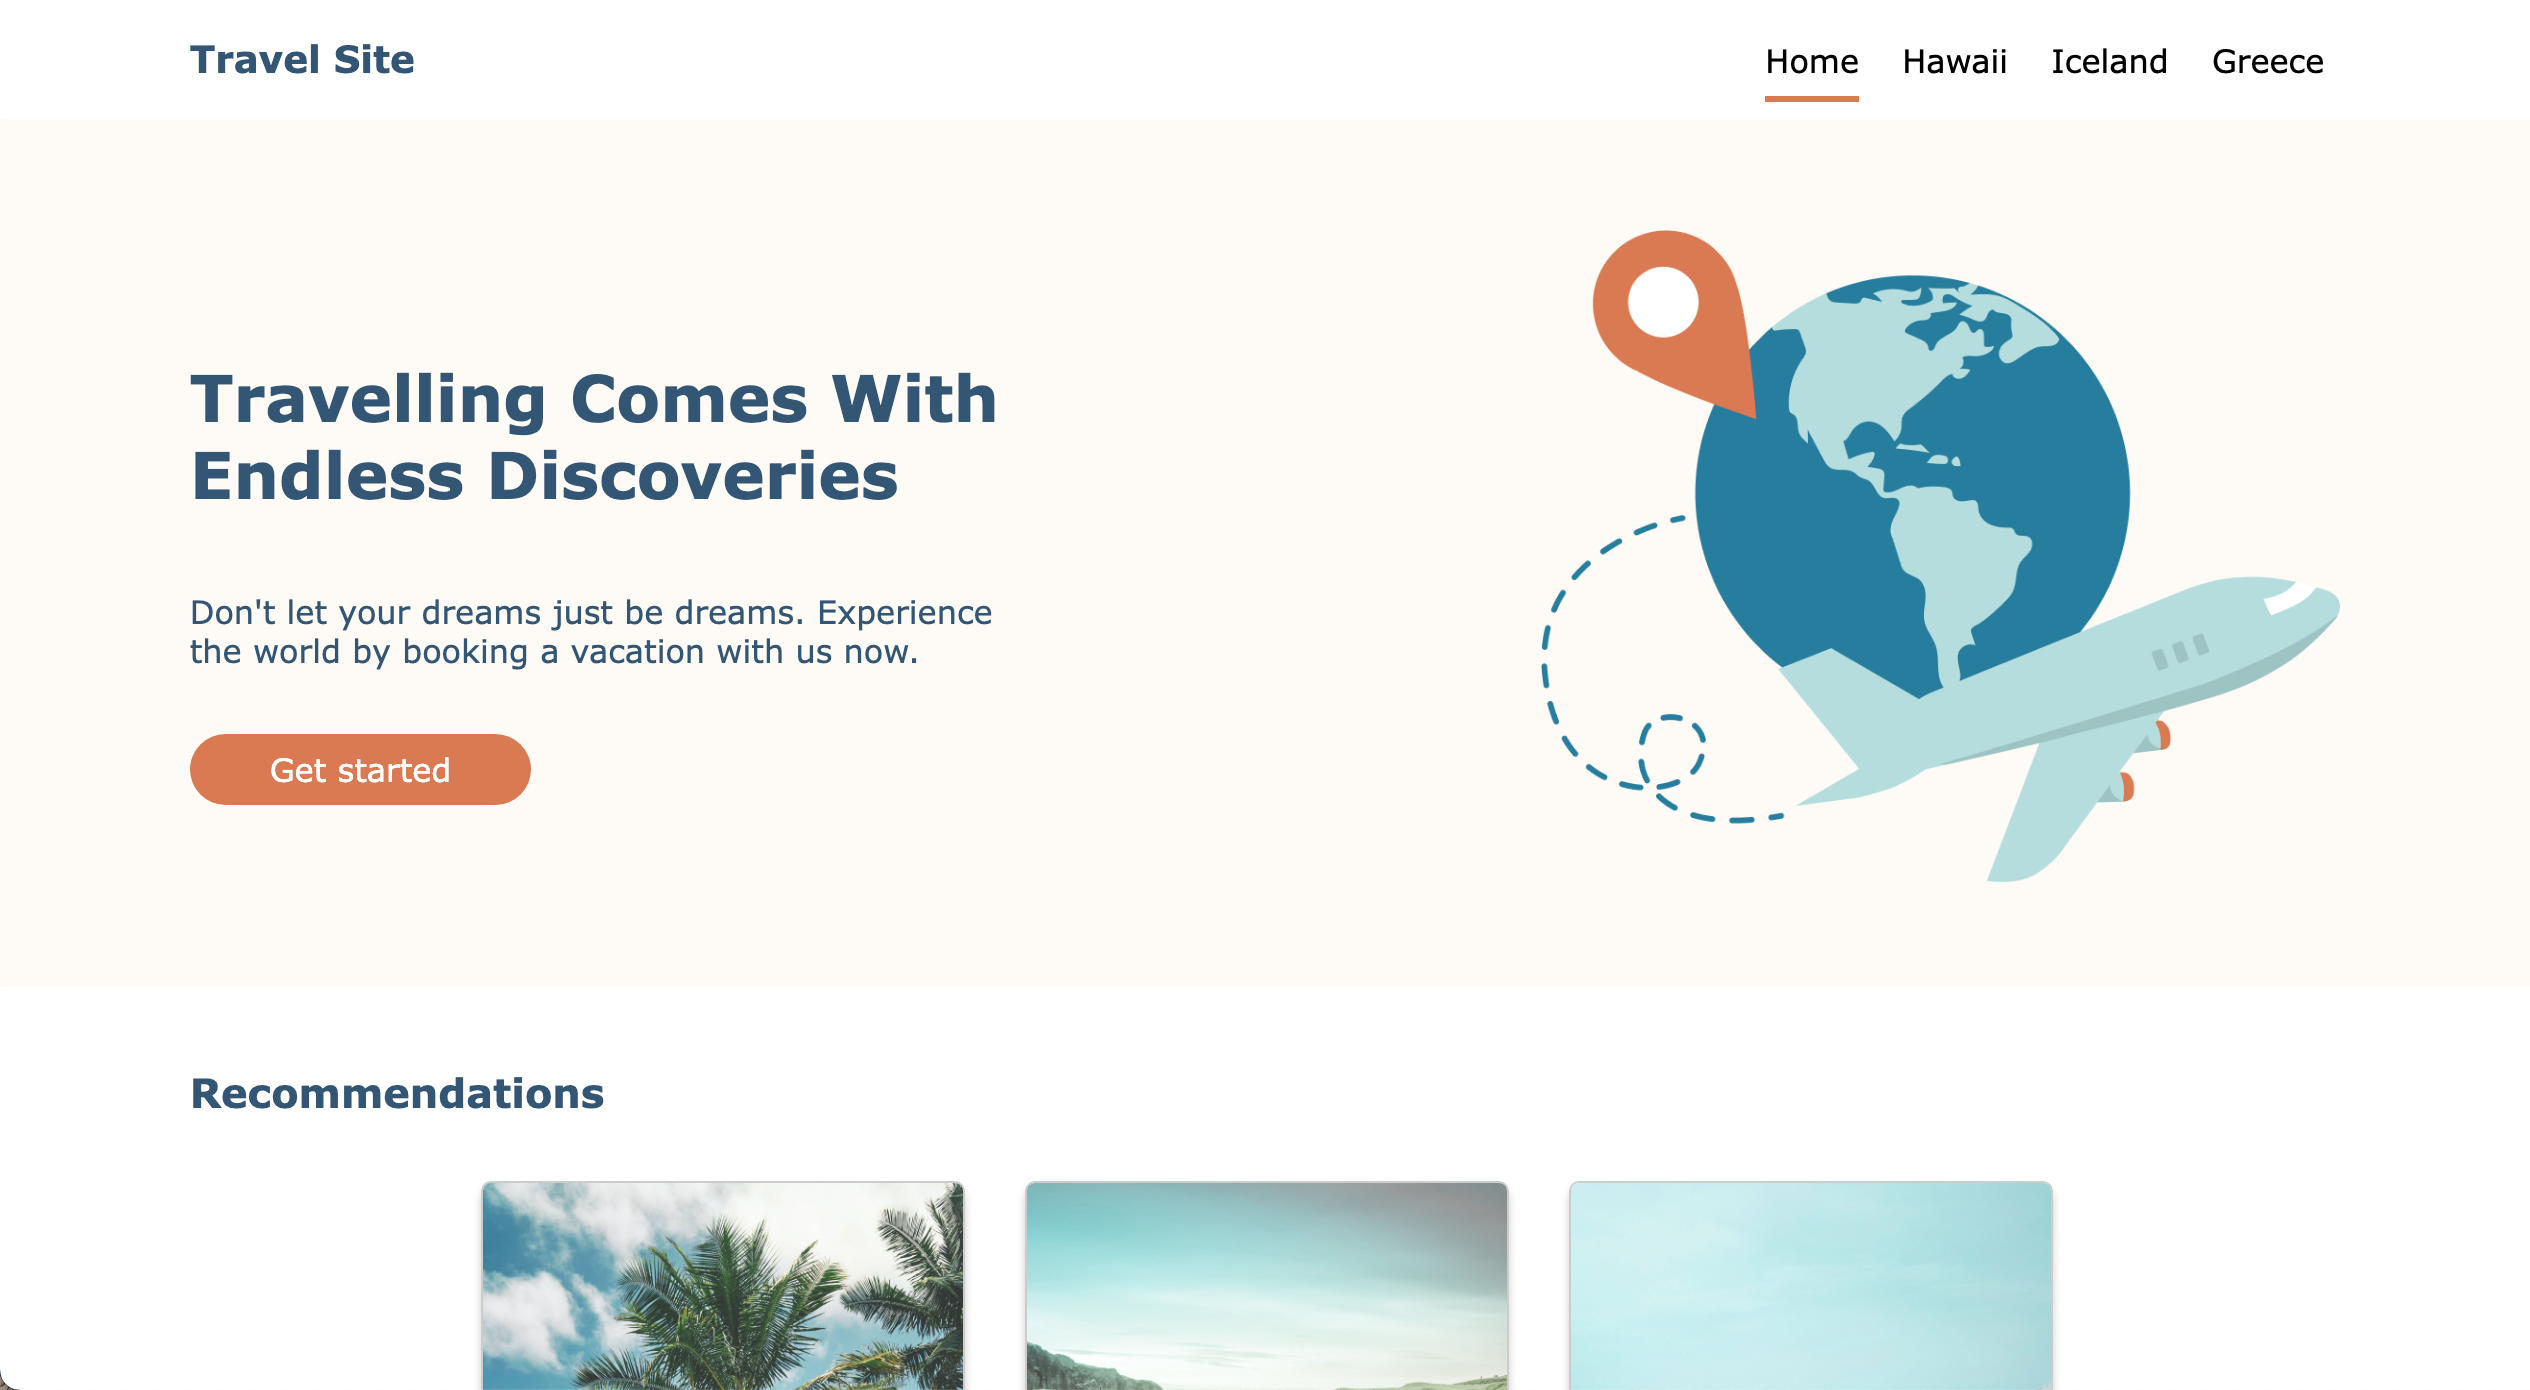 Travel Site
Home Hawaii Iceland Greece
Travelling Comes With
Endless Discoveries
Don't let your dreams just be dreams. Experience
the world by booking a vacation with us now.
Get started
Recommendations